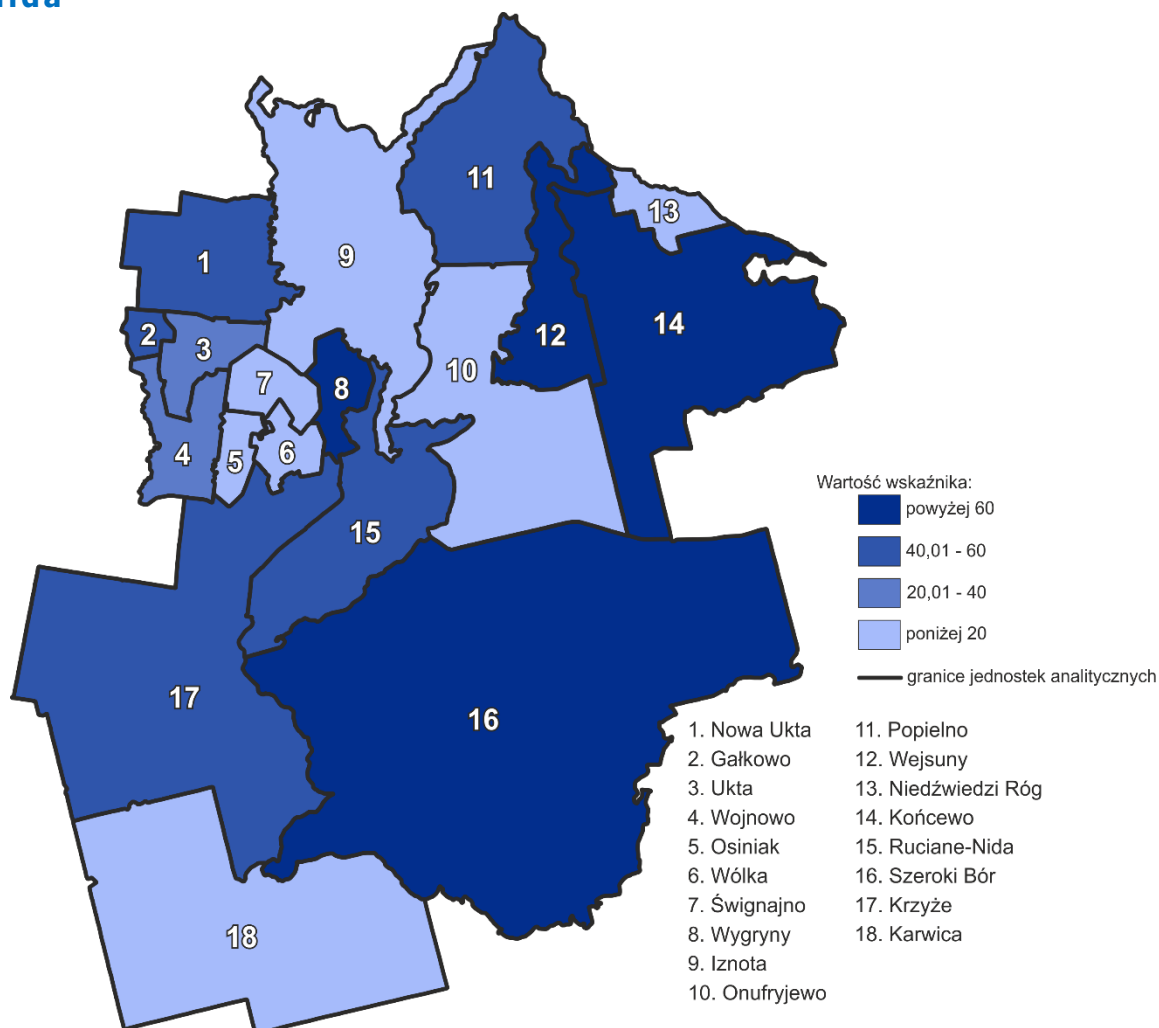 11
13
1
9
2
3
12
14
7
8
10
4
5
6
15
Wartość wskaźnika:
powyżej 60
40,01 - 60
20,01 - 40
poniżej 20
granice jednostek analitycznych
17
16
18
1. Nowa Ukta
2. Gałkowo
3. Ukta
4. Wojnowo
5. Osiniak
6. Wólka
7. Śwignajno
8. Wygryny
9. Iznota
10. Onufryjewo
11. Popielno
12. Wejsuny
13. Niedźwiedzi Róg
14. Końcewo
15. Ruciane-Nida
16. Szeroki Bór
17. Krzyże
18. Karwica